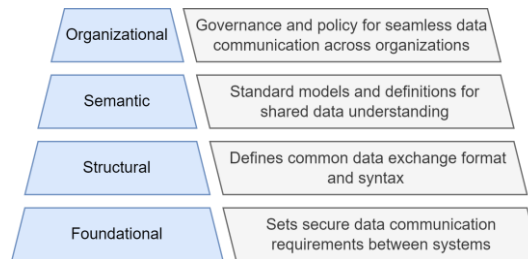 Organizational
Governance and policy for seamless data
communication across organizations
Semantic
Standard models and definitions for
shared data understanding
Structural
Defines common data exchange format
and syntax
Foundational
Sets secure data communication
requirements between systems